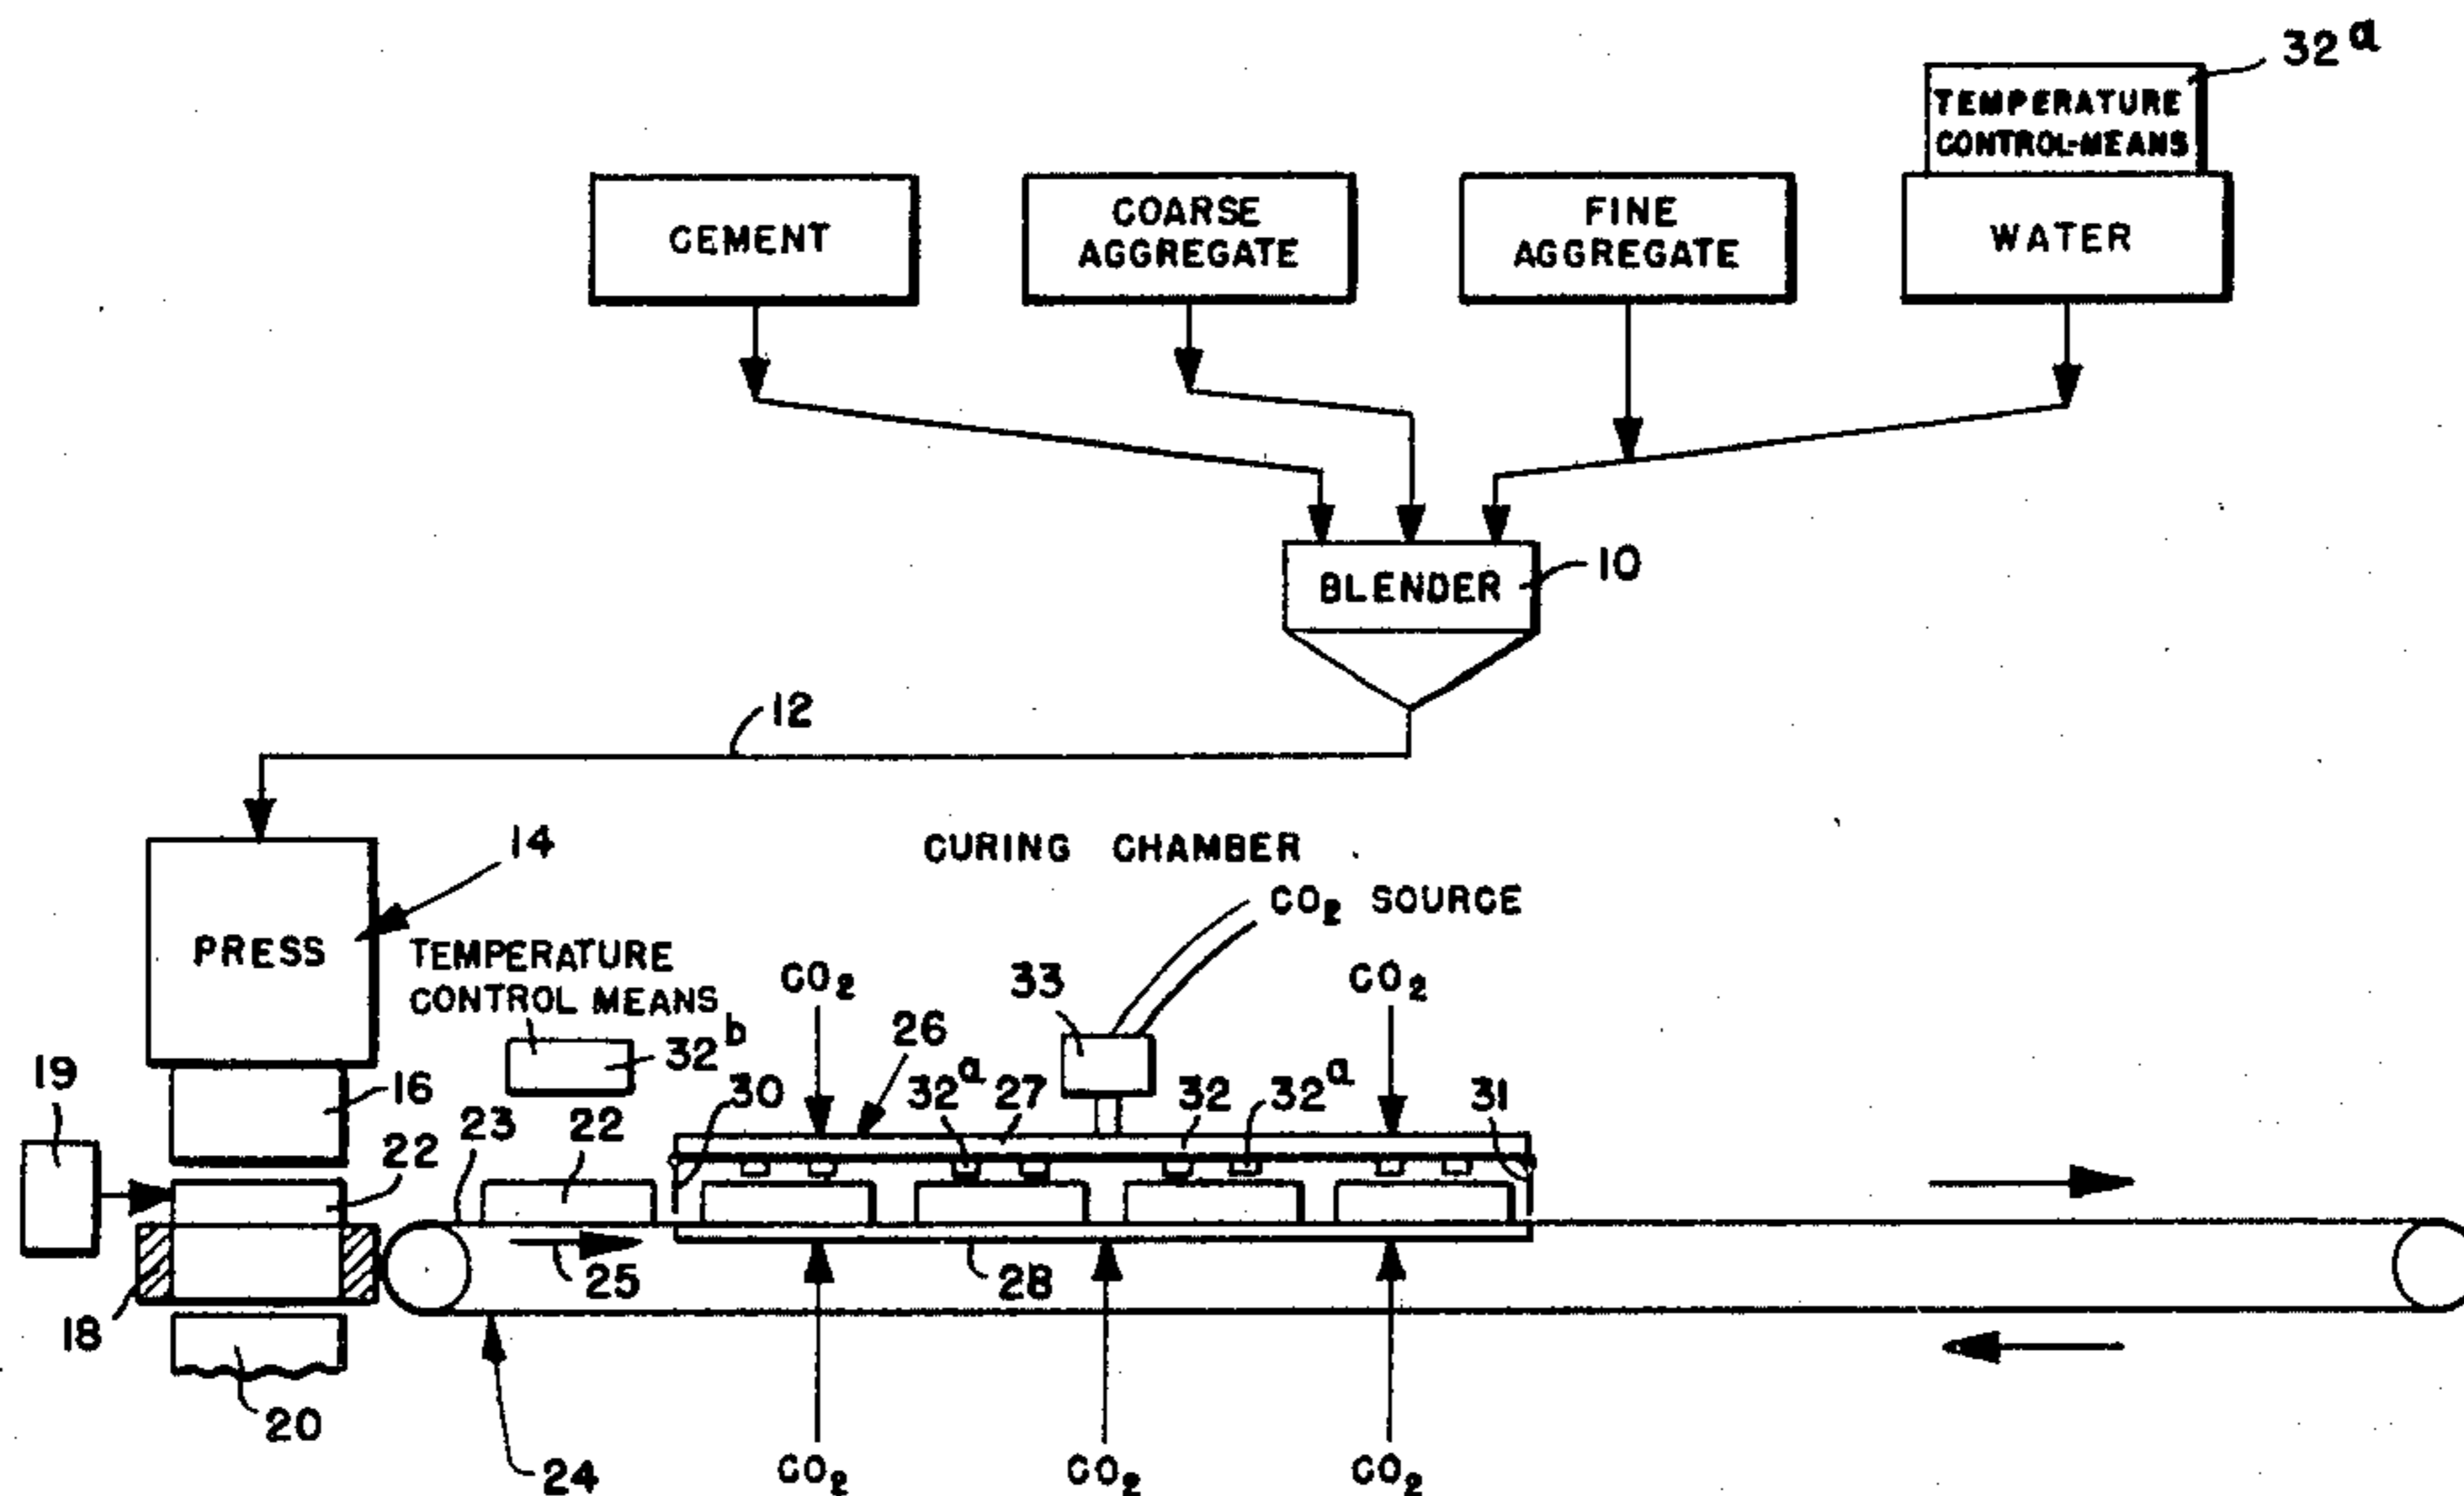 32a
TEMPERATURE
CONTROL-MEANS
CEMENT
COARSE
AGGREGATE
FINE
AGGREGATE
WATER
BLENDER
10
12
14
PRESS
CURING CHAMBER
CO2 SOURCE
TEMPERATURE
CONTROL MEANS
32b
CO2
33
CO2
26
19
16
30
32a
27
32
32a
31
23
22
22
25
28
18
20
24
CO2
CO2
CO2